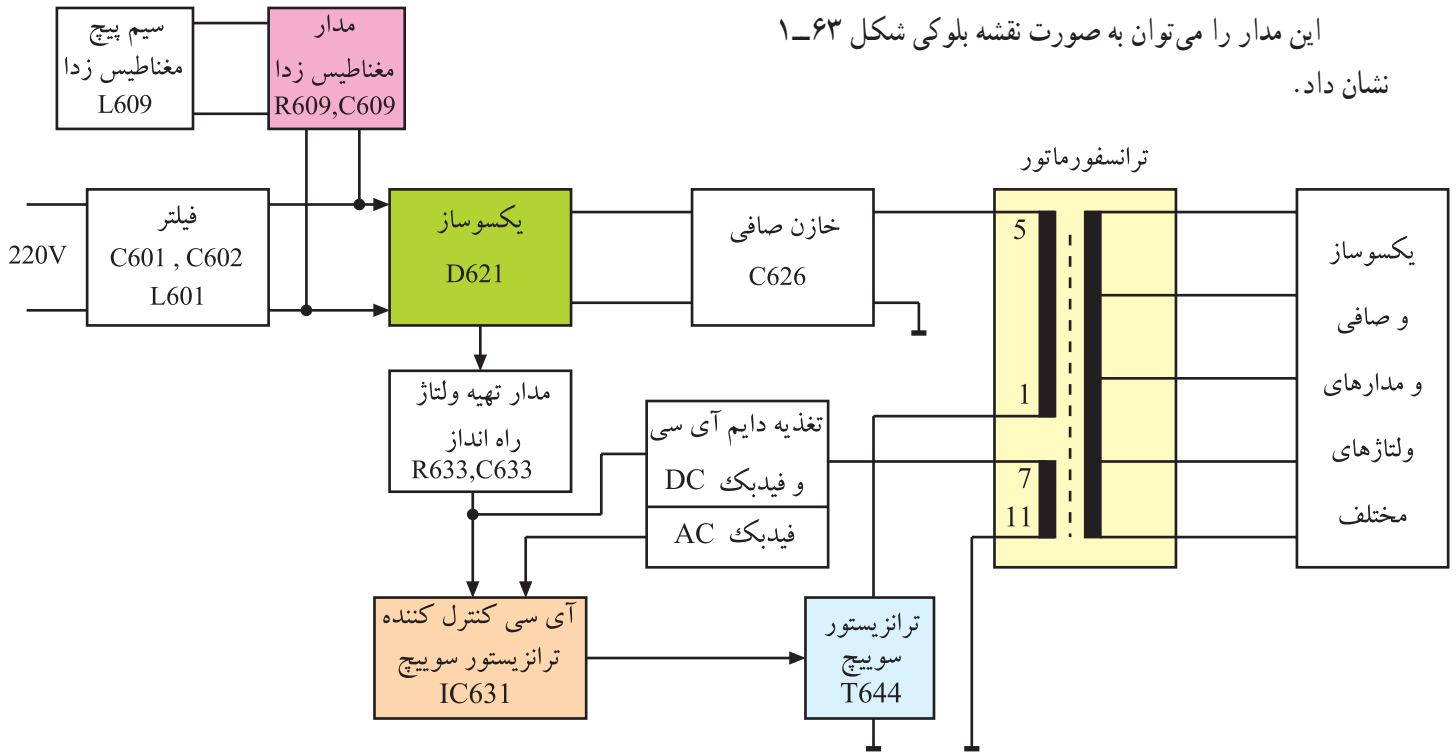 این مدار را می‌توان به صورت نقشه بلوکی شکل ۶۳ــ۱
نشان داد.
سیم پیچ
مغناطیس زدا
L609
مدار
مغناطیس زدا
R609,C609
220V
فیلتر
C601 , C602
L601
یکسوساز
D621
خازن صافی
C626
ترانسفورماتور
5
1
7
11
یکسوساز
و صافی
و مدارهای
ولتاژهای
مختلف
مدار تهیه ولتاژ
راه انداز
R633,C633
تغذیه دایم آی سی
و فیدبک DC
فیدبک AC
آی سی کنترل کننده
ترانزیستور سوییچ
IC631
ترانزیستور
سوییچ
T644